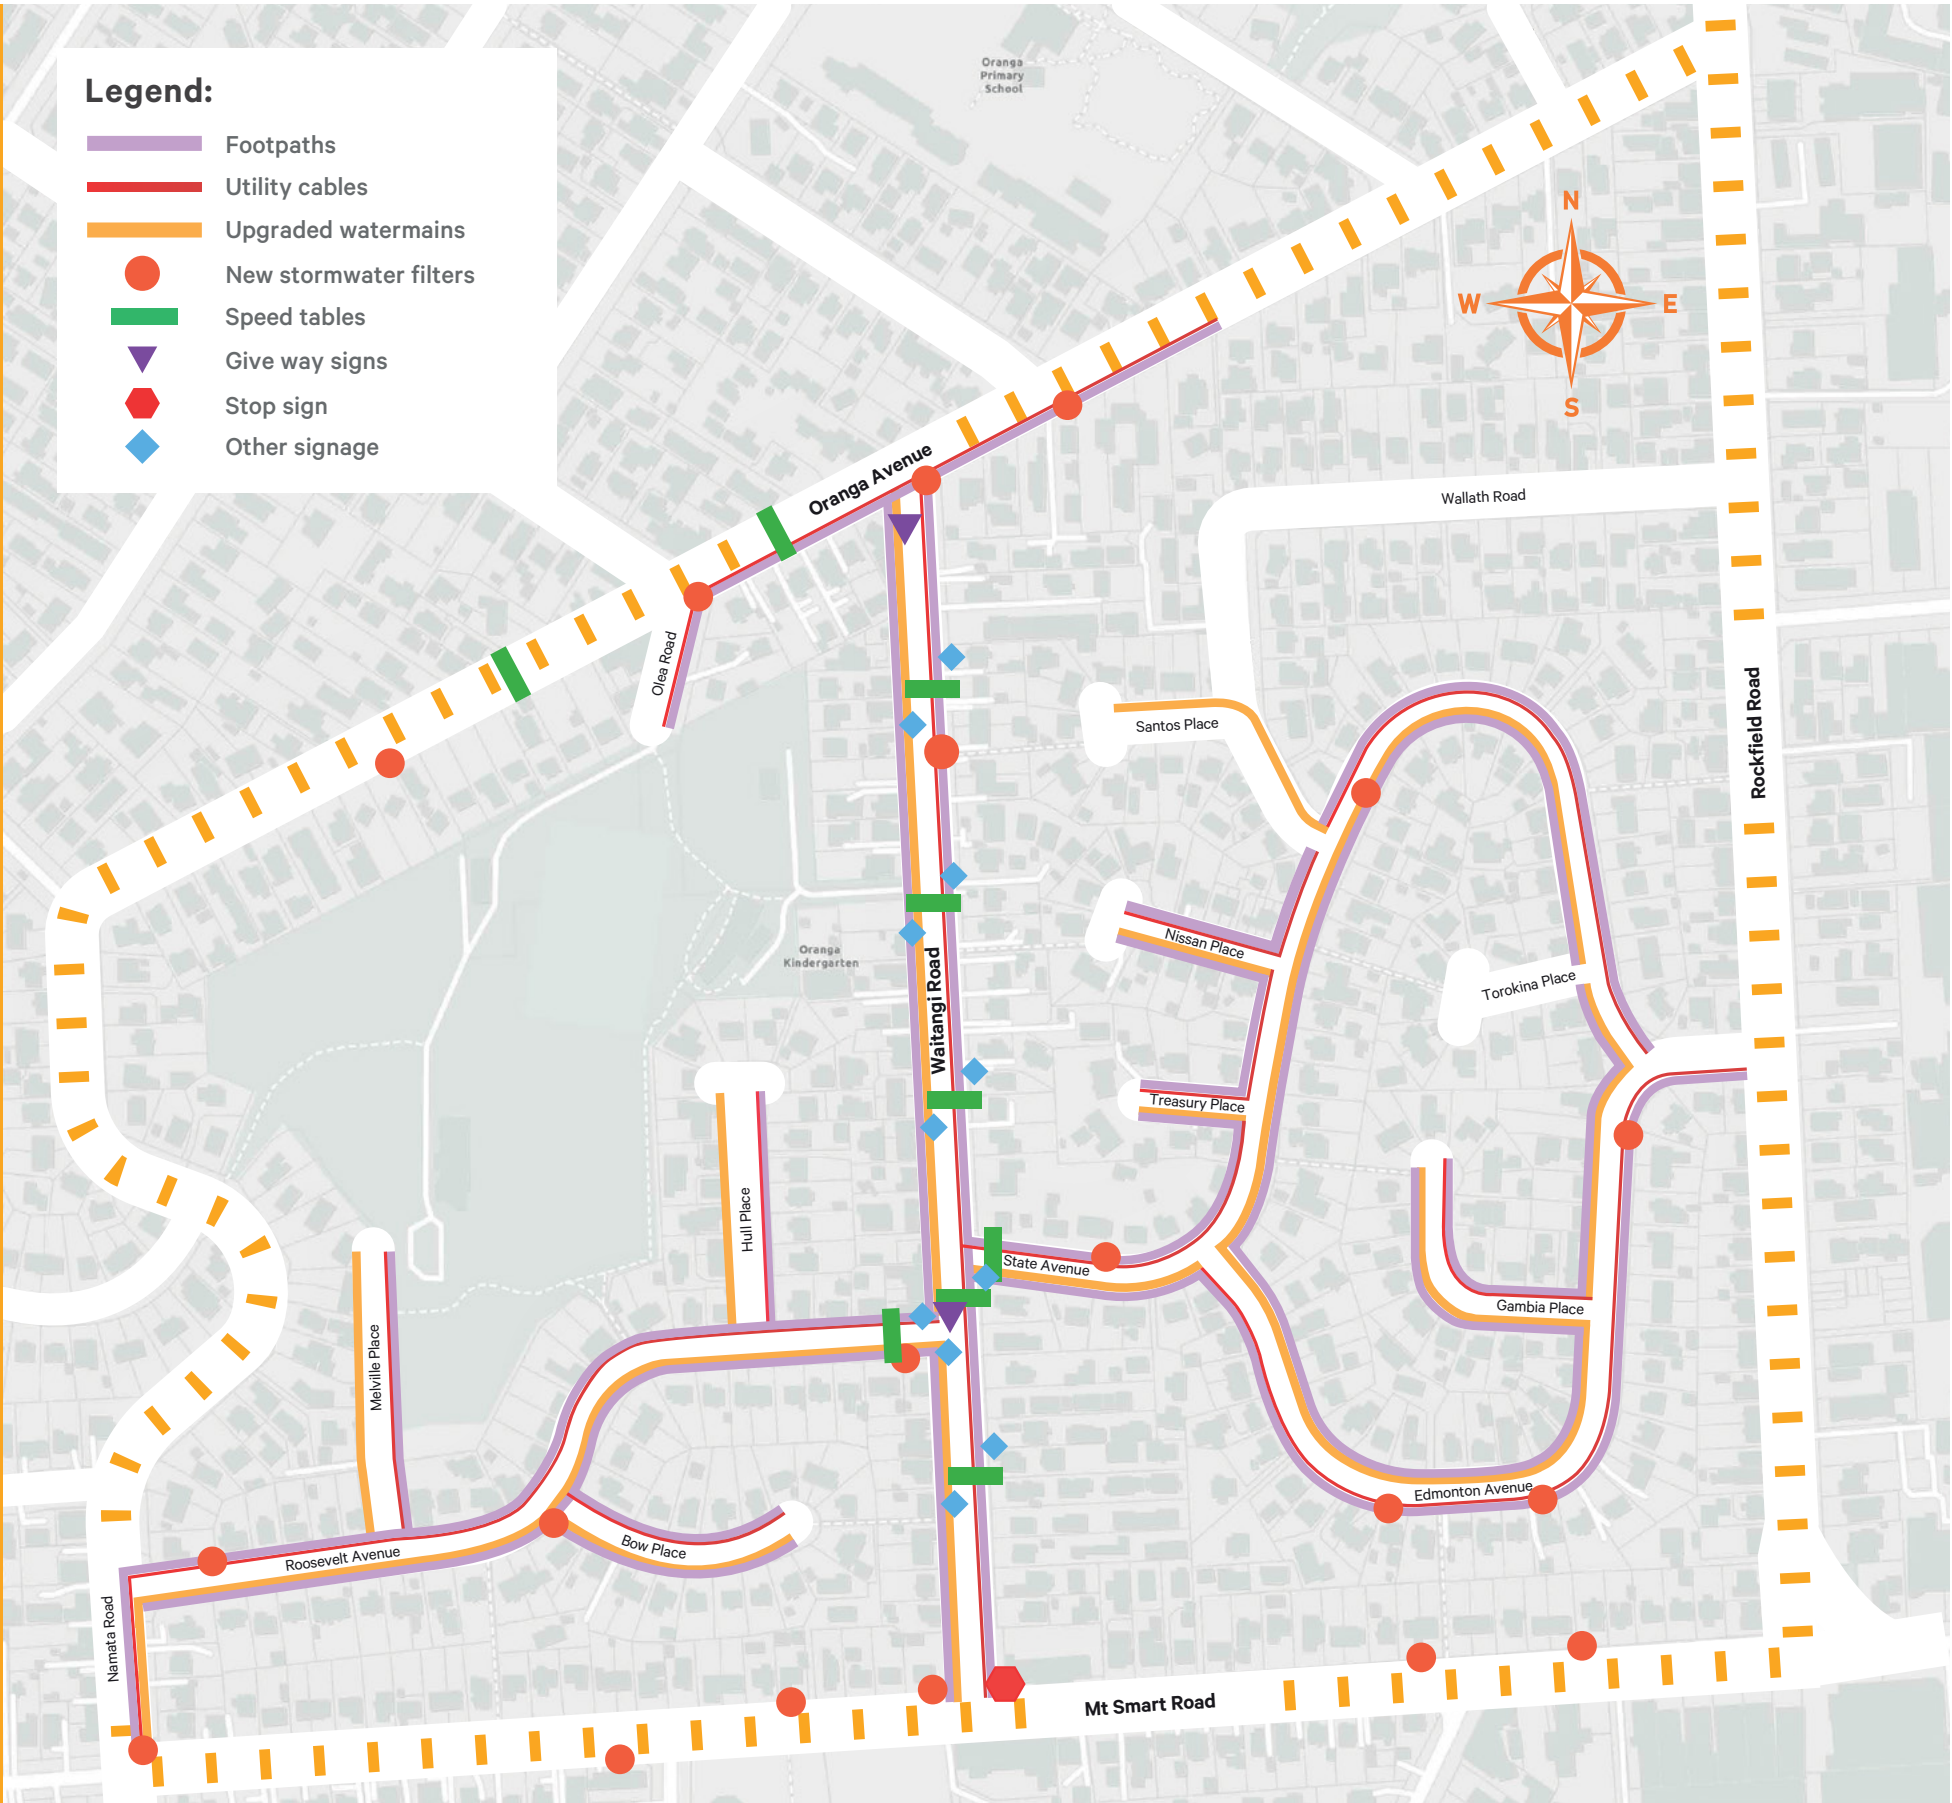 Legend:
Footpaths
Utility cables
Upgraded watermains
New stormwater filters
Speed tables
Give way signs
Stop sign
Other signage
Oranga
Primary
School
N
W
E
S
Oranga Avenue
Wallath Road
Olea Road
Santos Place
Rockfield Road
Nissan Place
Oranga
Kindergarten
Waitangi Road
Torokina Place
Treasury Place
Hull Place
State Avenue
Gambia Place
Melville Place
Edmonton Avenue
Bow Place
Roosevelt Avenue
Namata Road
Mt Smart Road